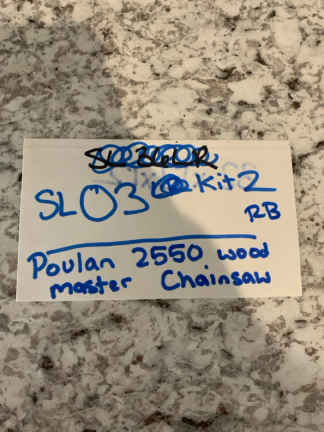 SL03 Kit 2
RB
Poulan 2550 wood
master Chainsaw